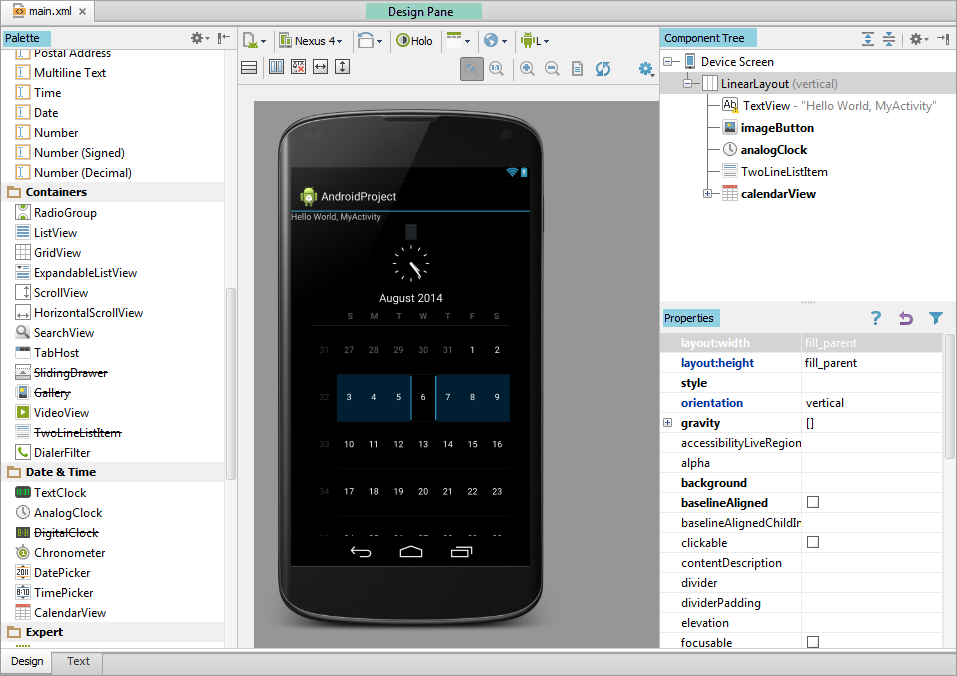 main.xml
Design Pane
Palette
Postal Address
Multiline Text
Time
Date
Number
Number (Signed)
Number (Decimal)
Containers
RadioGroup
ListView
GridView
ExpandableListView
ScrollView
HorizontalScrollView
SearchView
TabHost
SlidingDrawer
Gallery
VideoView
TwoLineListItem
DialerFilter
Date & Time
TextClock
AnalogClock
DigitalClock
Chronometer
DatePicker
TimePicker
CalendarView
Expert
Design Text
Nexus 4 Holo L
1:1
AndroidProject
Hello World, MyActivity
August 2014
S M T W T F S
31 27 28 29 30 31 1 2
32 3 4 5 6 7 8 9
33 10 11 12 13 14 15 16
34 17 18 19 20 21 22 23
Component Tree
Device Screen
LinearLayout (vertical)
Ab TextView - "Hello World, MyActivity"
imageButton
analogClock
TwoLineListItem
calendarView
Properties
layout:width fill_parent
layout:height fill_parent
style
orientation vertical
gravity []
accessibilityLiveRegion
alpha
background
baselineAligned
baselineAlignedChildIn
clickable
contentDescription
divider
dividerPadding
elevation
focusable